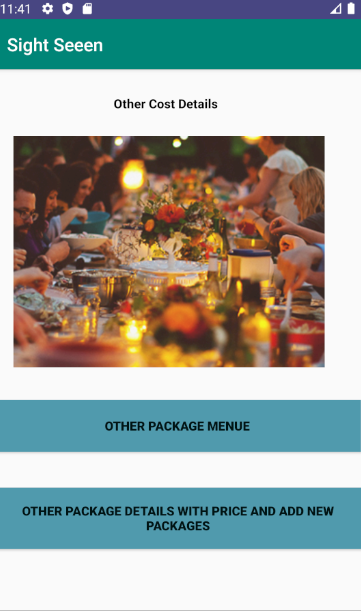 11:41
Sight Seeen
Other Cost Details
OTHER PACKAGE MENUE
OTHER PACKAGE DETAILS WITH PRICE AND ADD NEW
PACKAGES